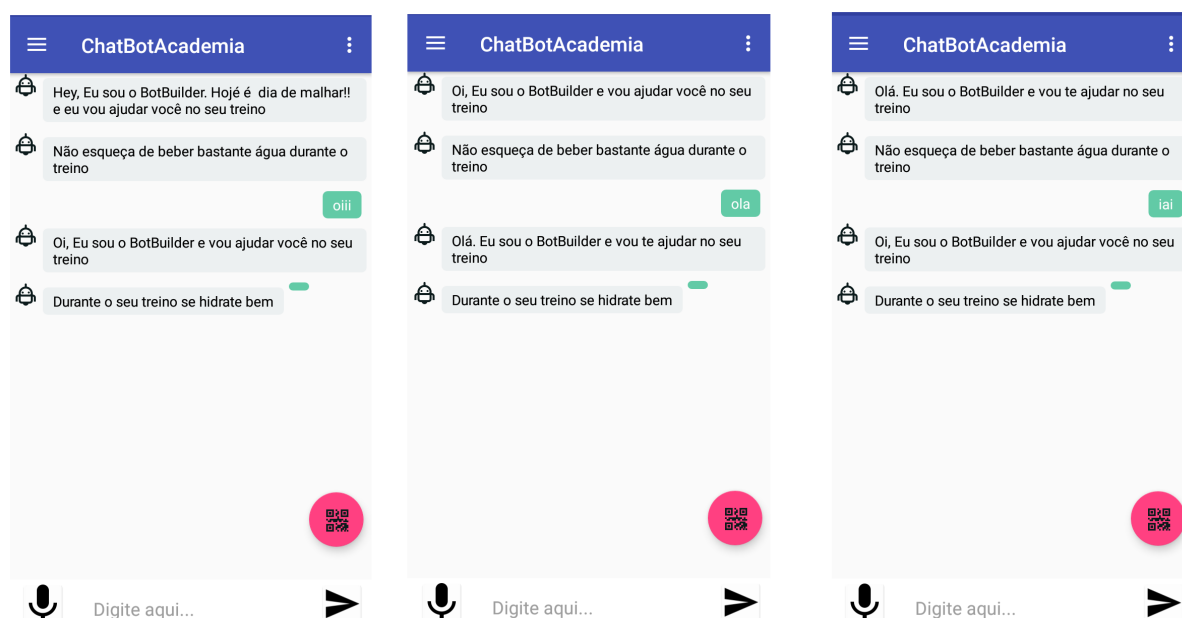 ChatBotAcademia
Hey, Eu sou o BotBuilder. Hojé é  dia de malhar!!
e eu vou ajudar você no seu treino
Não esqueça de beber bastante água durante o
treino
oiii
Oi, Eu sou o BotBuilder e vou ajudar você no seu
treino
Durante o seu treino se hidrate bem
Digite aqui...
ChatBotAcademia
Oi, Eu sou o BotBuilder e vou ajudar você no seu
treino
Não esqueça de beber bastante água durante o
treino
ola
Olá. Eu sou o BotBuilder e vou te ajudar no seu
treino
Durante o seu treino se hidrate bem
Digite aqui...
ChatBotAcademia
Olá. Eu sou o BotBuilder e vou te ajudar no seu
treino
Não esqueça de beber bastante água durante o
treino
iai
Oi, Eu sou o BotBuilder e vou ajudar você no seu
treino
Durante o seu treino se hidrate bem
Digite aqui...